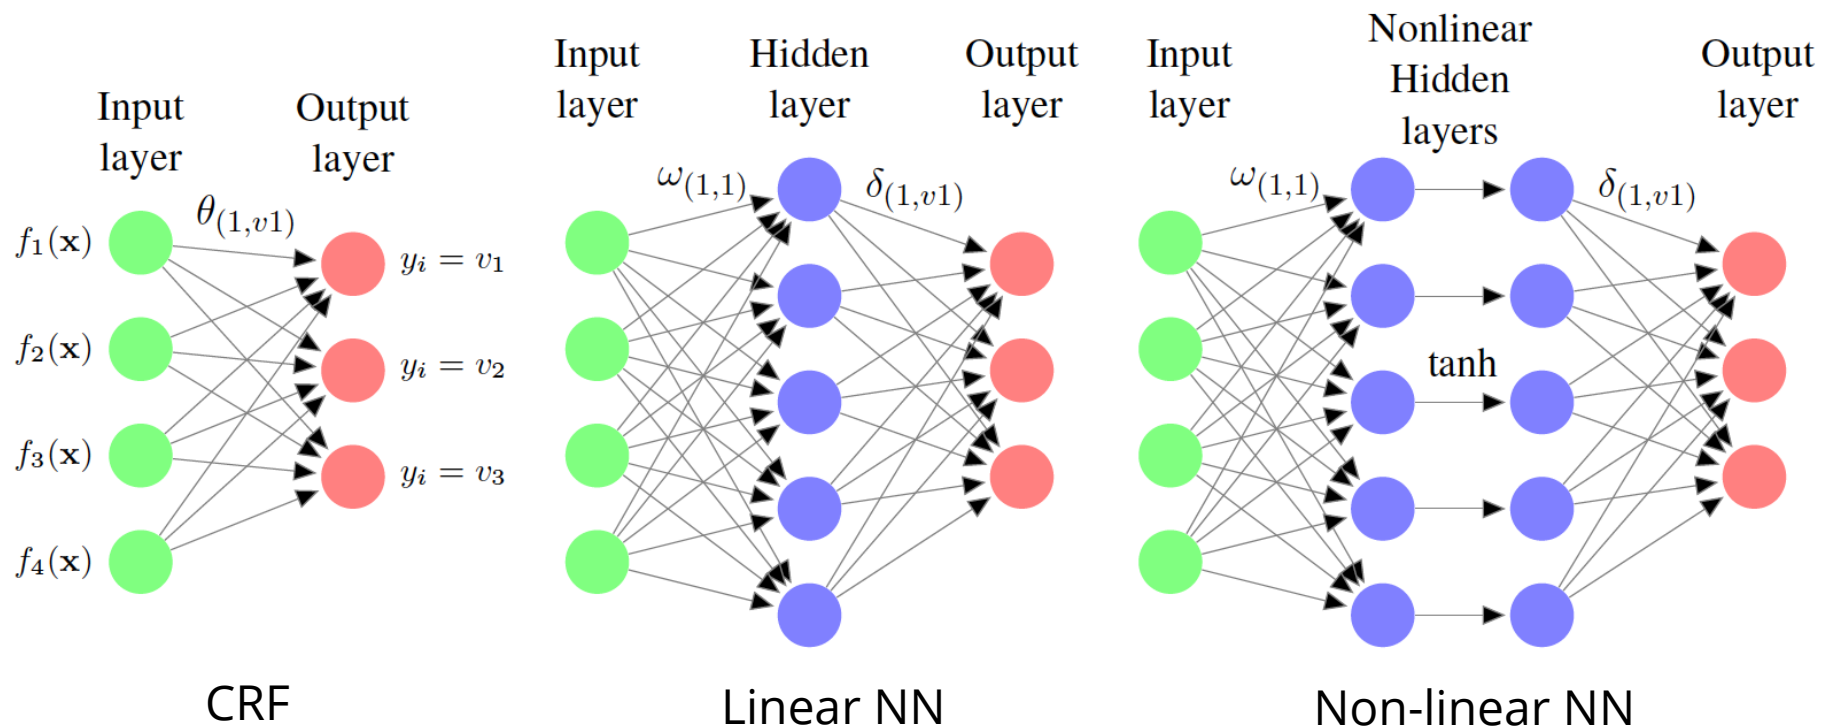 Input
layer
Output
layer
θ(1,v1)
f1(x)
f2(x)
f3(x)
f4(x)
yi = v1
yi = v2
yi = v3
CRF
Input
layer
Hidden
layer
Output
layer
ω(1,1)
δ(1,v1)
Linear NN
Input
layer
Nonlinear
Hidden
layers
Output
layer
ω(1,1)
δ(1,v1)
tanh
Non-linear NN